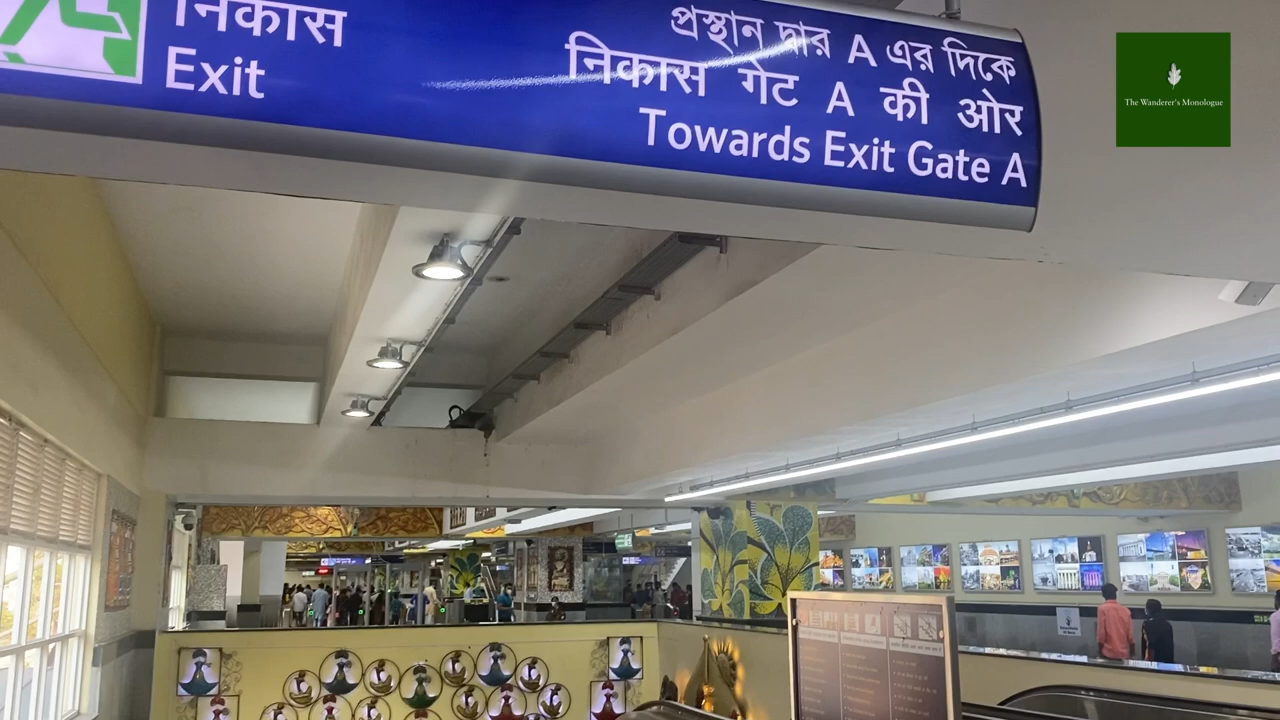 निकास
Exit
প্রস্থান দ্বার A এর দিকে
निकास गेट A की ओर
Towards Exit Gate A
The Wanderer's Monologue